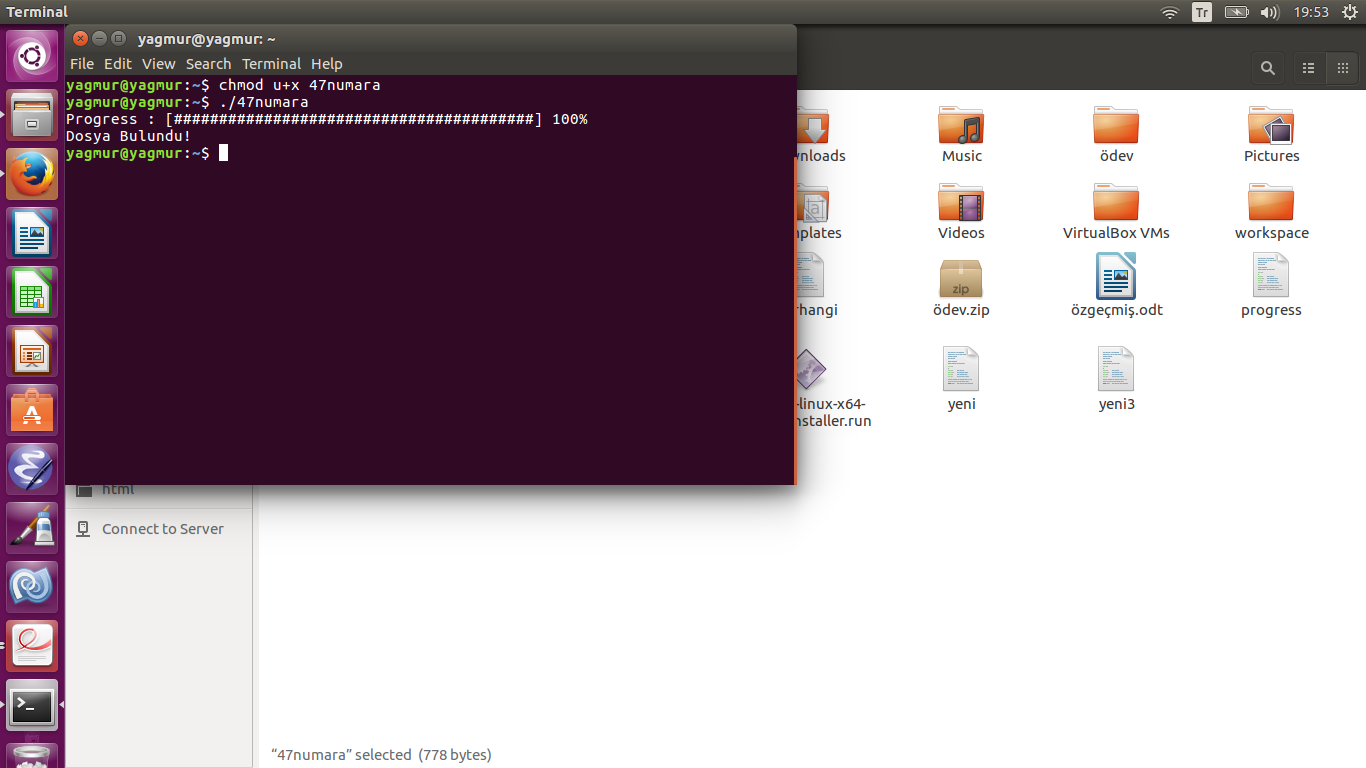 Terminal
Tr
19:53
yagmur@yagmur: ~
File Edit View Search Terminal Help
yagmur@yagmur:~$ chmod u+x 47numara
yagmur@yagmur:~$ ./47numara
Progress : [########################################] 100%
Dosya Bulundu!
yagmur@yagmur:~$
nloads
Music
ödev
Pictures
plates
Videos
VirtualBox VMs
workspace
rhangi
zip
ödev.zip
özgeçmiş.odt
progress
-linux-x64-
nstaller.run
yeni
yeni3
html
Connect to Server
“47numara” selected (778 bytes)